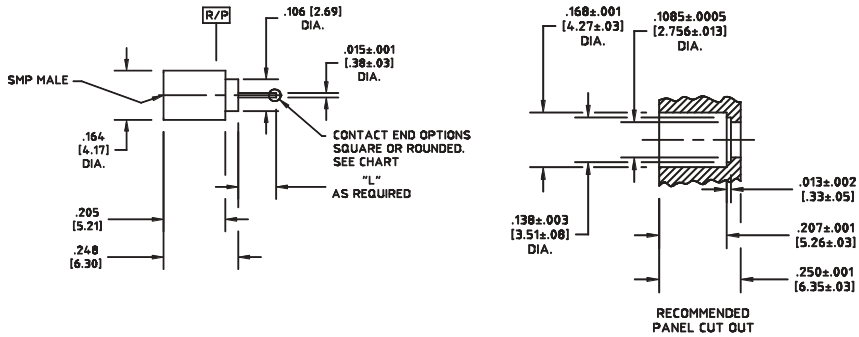 R/P
.106 [2.69]
DIA.
.015±.001
[.38±.03]
DIA.
SMP MALE
.164
[4.17]
DIA.
CONTACT END OPTIONS
SQUARE OR ROUNDED.
SEE CHART
"L"
AS REQUIRED
.205
[5.21]
.248
[6.30]
.168±.001
[4.27±.03]
DIA.
.1085±.0005
[2.756±.013]
DIA.
.138±.003
[3.51±.08]
DIA.
.013±.002
[.33±.05]
.207±.001
[5.26±.03]
.250±.001
[6.35±.03]
RECOMMENDED
PANEL CUT OUT